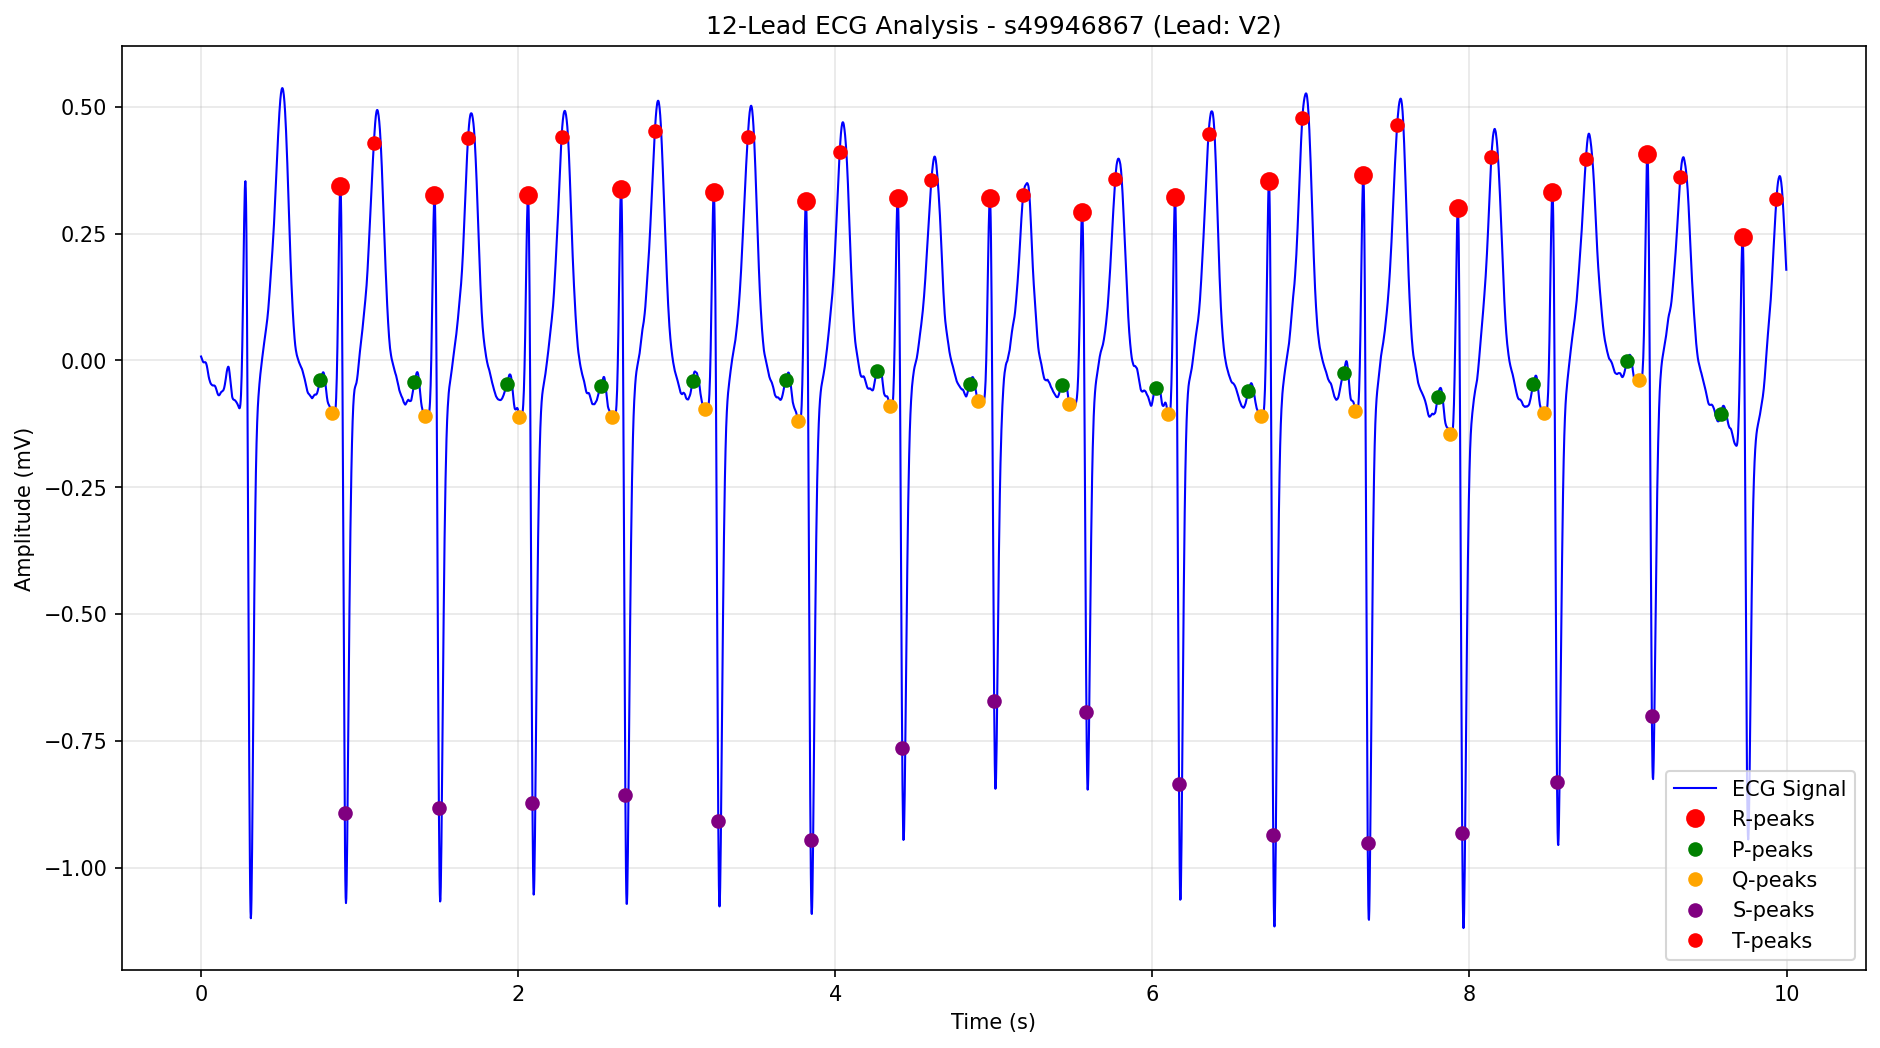 12-Lead ECG Analysis - s49946867 (Lead: V2)
0.50
0.25
0.00
−0.25
−0.50
−0.75
−1.00
Amplitude (mV)
0 2 4 6 8 10
Time (s)
ECG Signal
R-peaks
P-peaks
Q-peaks
S-peaks
T-peaks